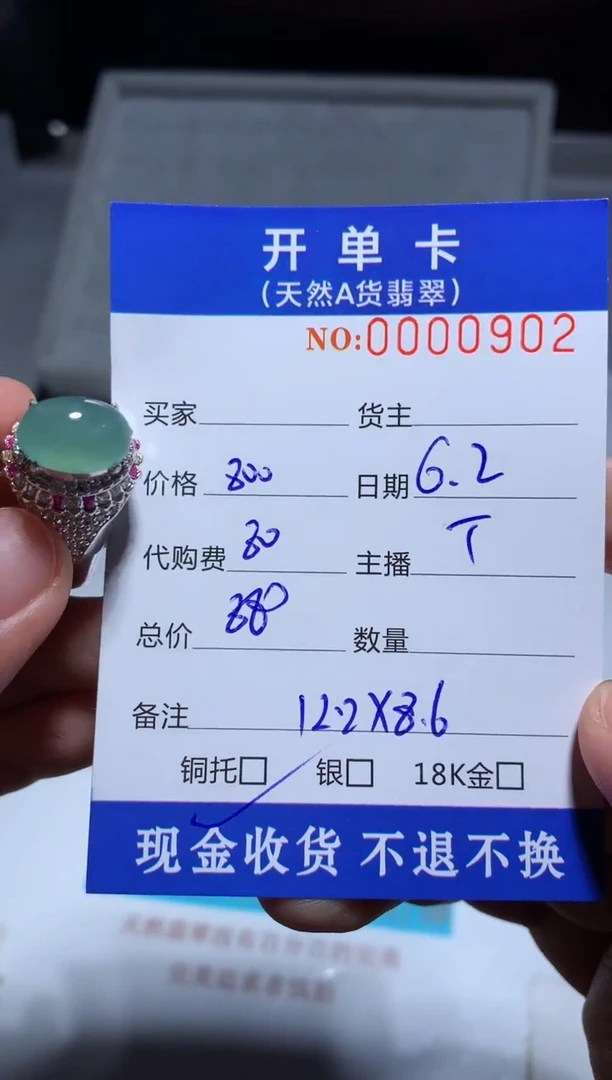 开单卡
(天然A货翡翠)
NO:0000902
买家 货主
价格 800 日期 6.2
代购费 80 主播 T
总价 880 数量
备注 12.2X8.6
铜托□ 银□ 18K金□
现金收货 不退不换